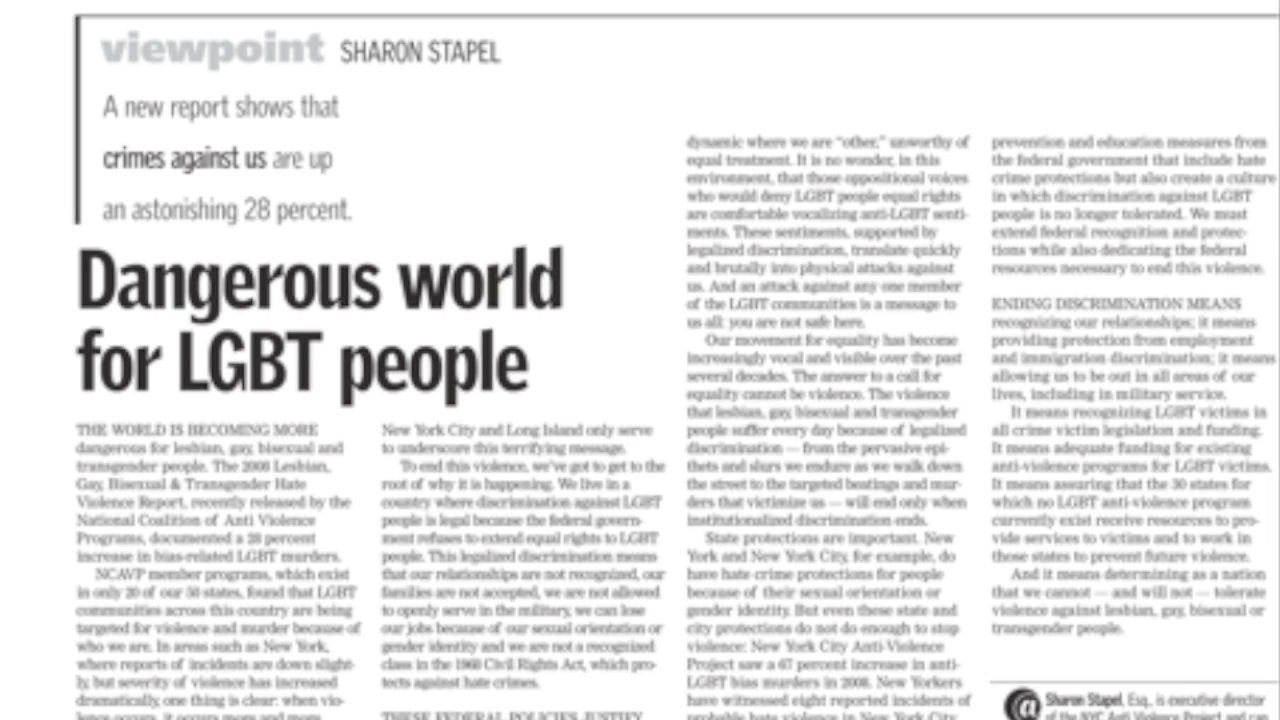 viewpoint SHARON STAPEL
A new report shows that
crimes against us are up
an astonishing 28 percent.
Dangerous world
for LGBT people
THE WORLD IS BECOMING MORE
dangerous for lesbian, gay, bisexual and
transgender people. The 2008 Lesbian,
Gay, Bisexual & Transgender Hate
Violence Report, recently released by the
National Coalition of Anti Violence
Programs, documented a 28 percent
increase in bias-related LGBT murders.
NCAVP member programs, which exist
in only 20 of our 50 states, found that LGBT
communities across this country are being
targeted for violence and murder because of
who we are. In areas such as New York,
where reports of incidents are down slight-
ly, but severity of violence has increased
dramatically, one thing is clear: when vio-
lence occurs, it occurs more and more
New York City and Long Island only serve
to underscore this terrifying message.
To end this violence, we've got to get to the
root of why it is happening. We live in a
country where discrimination against LGBT
people is legal because the federal govern-
ment refuses to extend equal rights to LGBT
people. This legalized discrimination means
that our relationships are not recognized, our
families are not accepted, we are not allowed
to openly serve in the military, we can lose
our jobs because of our sexual orientation or
gender identity and we are not a recognized
class in the 1968 Civil Rights Act, which pro-
tects against hate crimes.
THESE FEDERAL POLICIES JUSTIFY
dynamic where we are “other,” unworthy of
equal treatment. It is no wonder, in this
environment, that those oppositional voices
who would deny LGBT people equal rights
are comfortable vocalizing anti-LGBT senti-
ments. These sentiments, supported by
legalized discrimination, translate quickly
and brutally into physical attacks against
us. And an attack against any one member
of the LGBT communities is a message to
us all: you are not safe here.
Our movement for equality has become
increasingly vocal and visible over the past
several decades. The answer to a call for
equality cannot be violence. The violence
that lesbian, gay, bisexual and transgender
people suffer every day because of legalized
discrimination — from the pervasive epi-
thets and slurs we endure as we walk down
the street to the targeted beatings and mur-
ders that victimize us — will end only when
institutionalized discrimination ends.
State protections are important. New
York and New York City, for example, do
have hate crime protections for people
because of their sexual orientation or
gender identity. But even these state and
city protections do not do enough to stop
violence: New York City Anti-Violence
Project saw a 67 percent increase in anti-
LGBT bias murders in 2008. New Yorkers
have witnessed eight reported incidents of
probable hate violence in New York City
prevention and education measures from
the federal government that include hate
crime protections but also create a culture
in which discrimination against LGBT
people is no longer tolerated. We must
extend federal recognition and protec-
tions while also dedicating the federal
resources necessary to end this violence.
ENDING DISCRIMINATION MEANS
recognizing our relationships; it means
providing protection from employment
and immigration discrimination; it means
allowing us to be out in all areas of our
lives, including in military service.
It means recognizing LGBT victims in
all crime victim legislation and funding.
It means adequate funding for existing
anti-violence programs for LGBT victims.
It means assuring that the 30 states for
which no LGBT anti-violence program
currently exist receive resources to pro-
vide services to victims and to work in
those states to prevent future violence.
And it means determining as a nation
that we cannot — and will not — tolerate
violence against lesbian, gay, bisexual or
transgender people.
@ Sharon Stapel, Esq., is executive director
of the NYC Anti-Violence